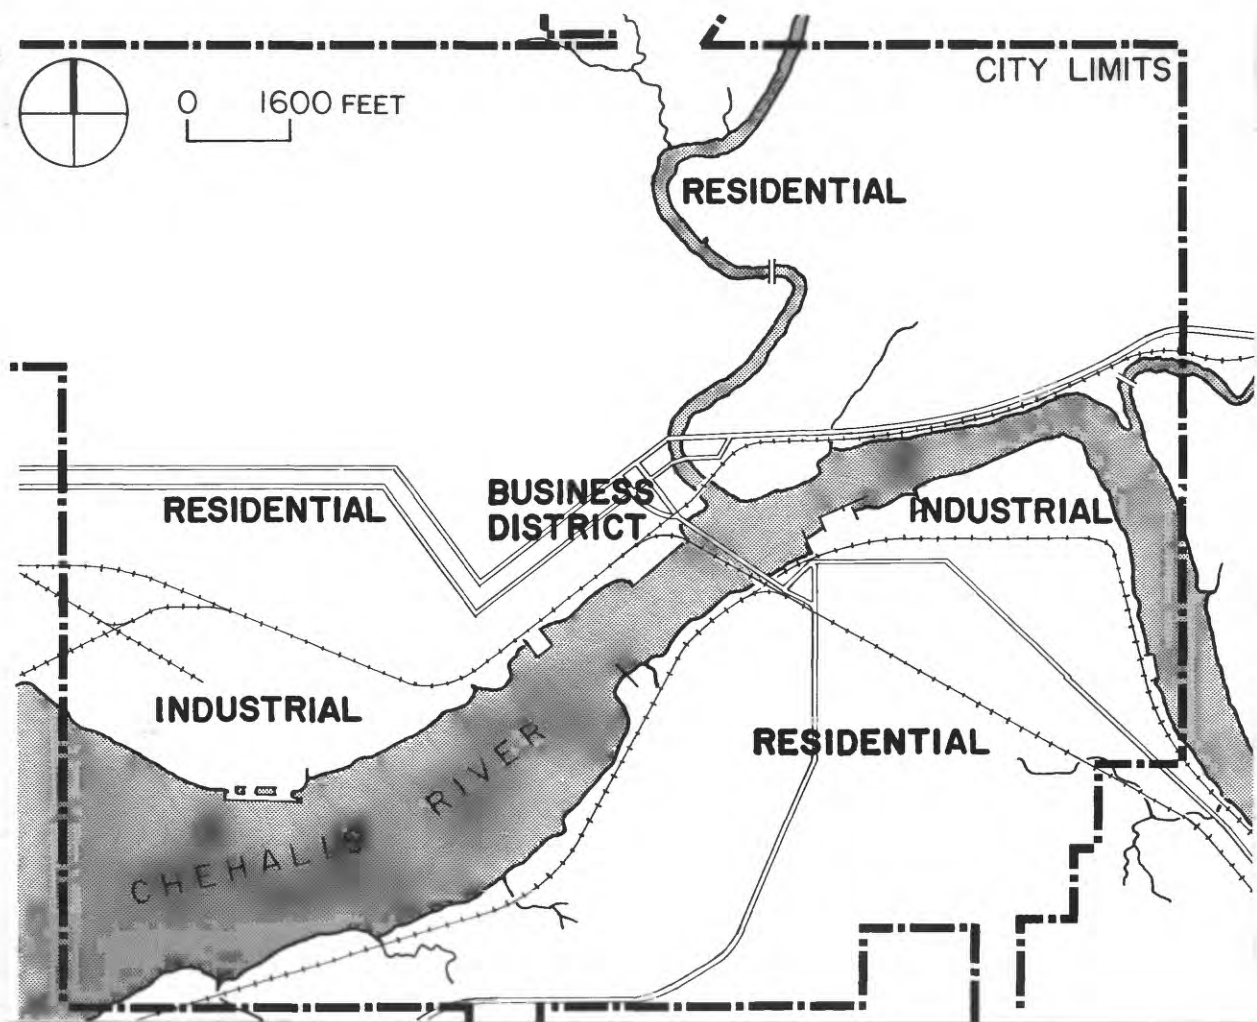 CITY LIMITS
0 1600 FEET
RESIDENTIAL
RESIDENTIAL
BUSINESS
DISTRICT
INDUSTRIAL
INDUSTRIAL
RESIDENTIAL
CHEHALIS RIVER